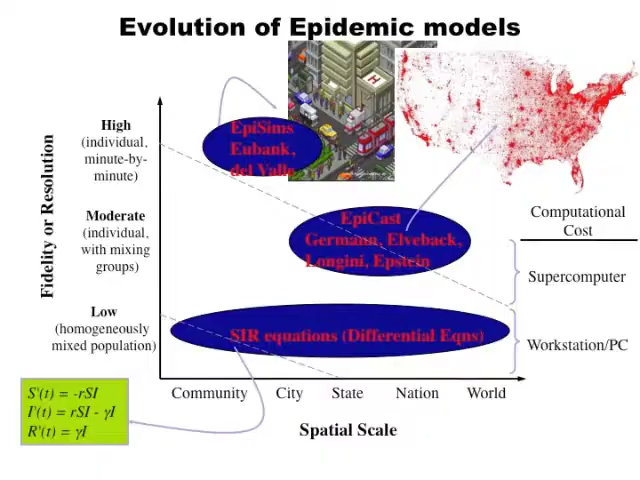 Evolution of Epidemic models
Fidelity or Resolution
High
(individual,
minute-by-
minute)
Moderate
(individual,
with mixing
groups)
Low
(homogeneously
mixed population)
EpiSims
Eubank,
del Valle
H
EpiCast
Germann, Elveback,
Longini, Epstein
SIR equations (Differential Eqns)
Computational
Cost
Supercomputer
Workstation/PC
Community City State Nation World
Spatial Scale
S'(t) = -rSI
I'(t) = rSI - γI
R'(t) = γI